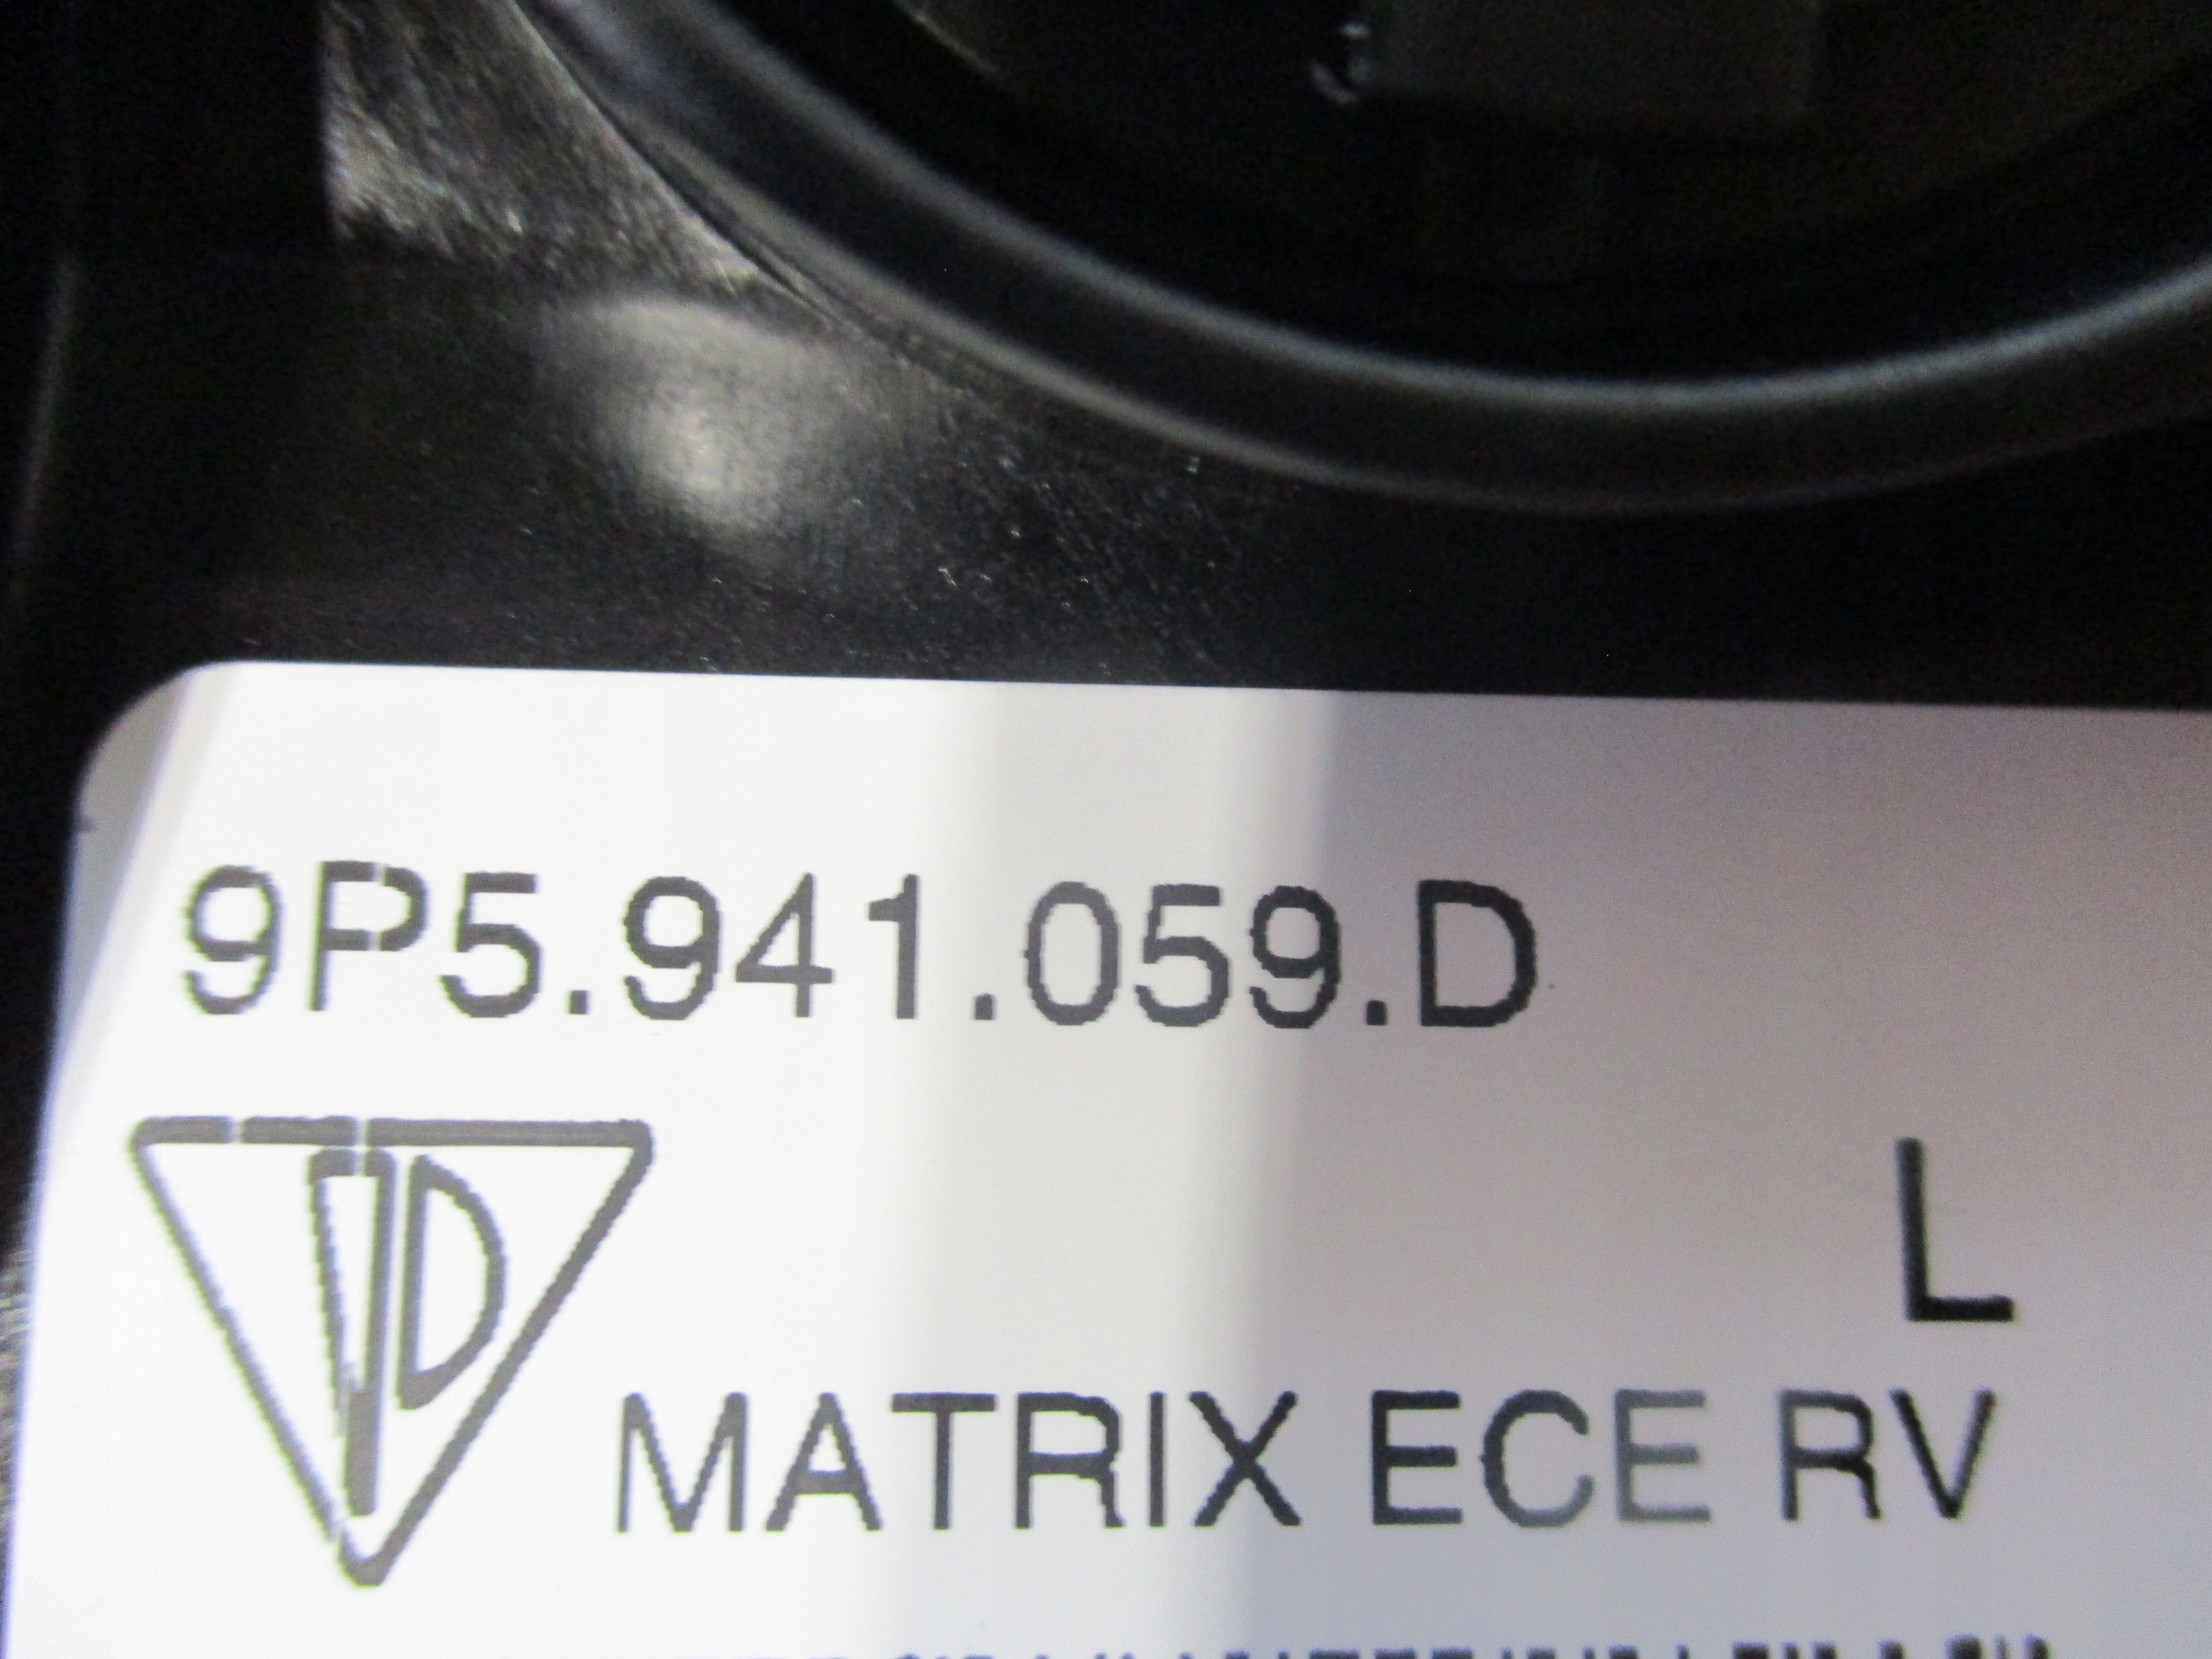 9P5.941.059.D
L
MATRIX ECE RV